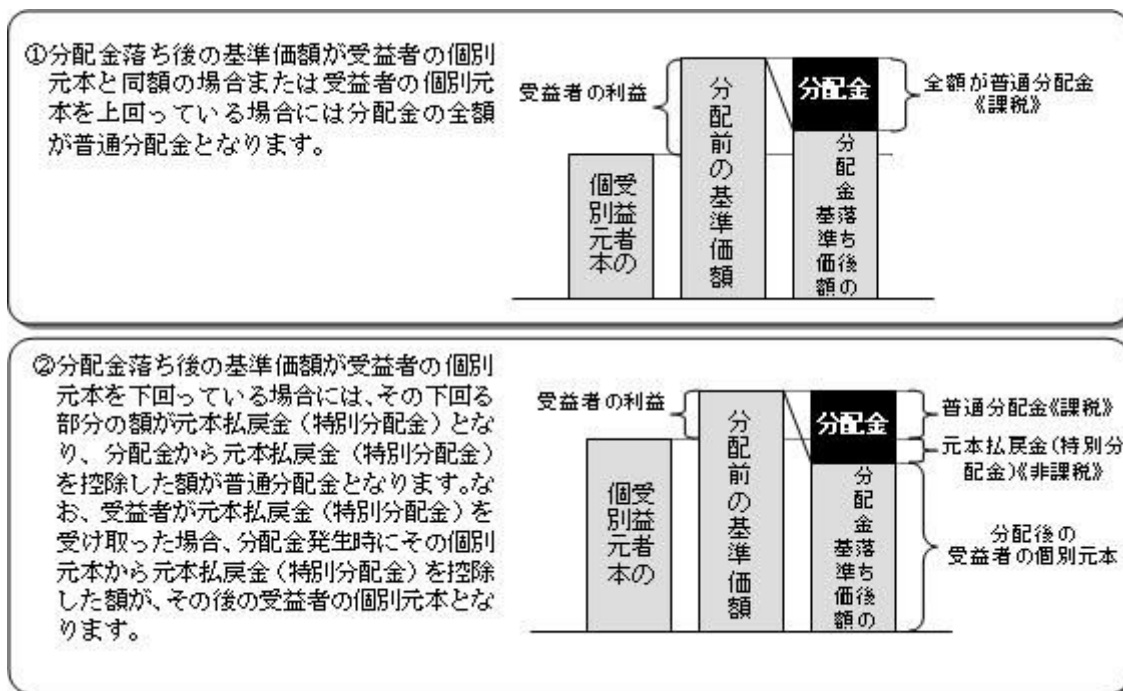 ①分配金落ち後の基準価額が受益者の個別
元本と同額の場合または受益者の個別元
本を上回っている場合には分配金の全額
が普通分配金となります。
受益者の利益
受益者の
個別元本
分配前の基準価額
分配金
分配金落ち後の
基準価額
全額が普通分配金
《課税》
②分配金落ち後の基準価額が受益者の個別
元本を下回っている場合には、その下回る
部分の額が元本払戻金（特別分配金）とな
り、分配金から元本払戻金（特別分配金）
を控除した額が普通分配金となります。な
お、受益者が元本払戻金（特別分配金）を
受け取った場合、分配金発生時にその個別
元本から元本払戻金（特別分配金）を控除
した額が、その後の受益者の個別元本とな
ります。
受益者の利益
受益者の
個別元本
分配前の基準価額
分配金
分配金落ち後の
基準価額
普通分配金《課税》
元本払戻金（特別分
配金）《非課税》
分配後の
受益者の個別元本